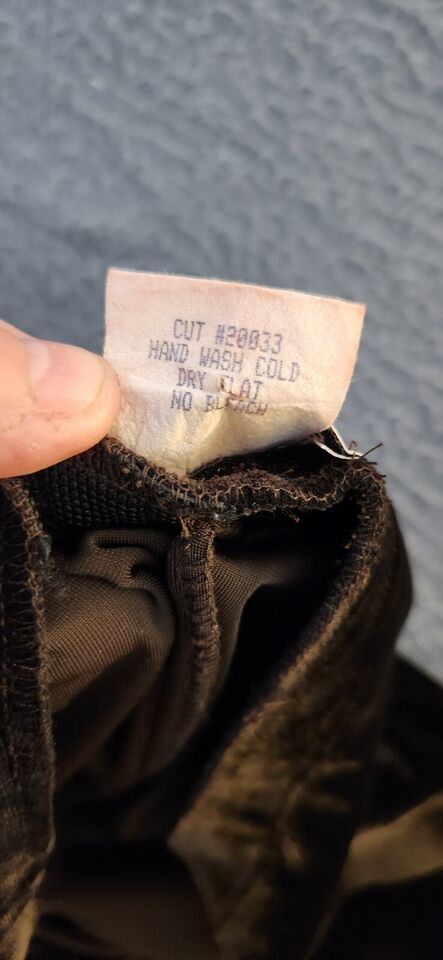 CUT #20033
HAND WASH COLD
DRY FLAT
NO BLEACH